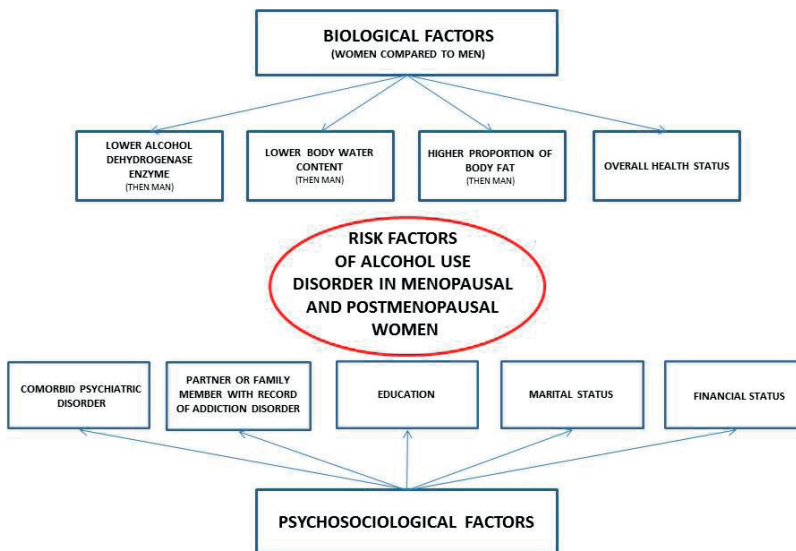 BIOLOGICAL FACTORS
(WOMEN COMPARED TO MEN)
LOWER ALCOHOL
DEHYDROGENASE
ENZYME
(THEN MAN)
LOWER BODY WATER
CONTENT
(THEN MAN)
HIGHER PROPORTION OF
BODY FAT
(THEN MAN)
OVERALL HEALTH STATUS
RISK FACTORS
OF ALCOHOL USE
DISORDER IN MENOPAUSAL
AND POSTMENOPAUSAL
WOMEN
COMORBID PSYCHIATRIC
DISORDER
PARTNER OR FAMILY
MEMBER WITH RECORD
OF ADDICTION DISORDER
EDUCATION
MARITAL STATUS
FINANCIAL STATUS
PSYCHOSOCIOLOGICAL FACTORS